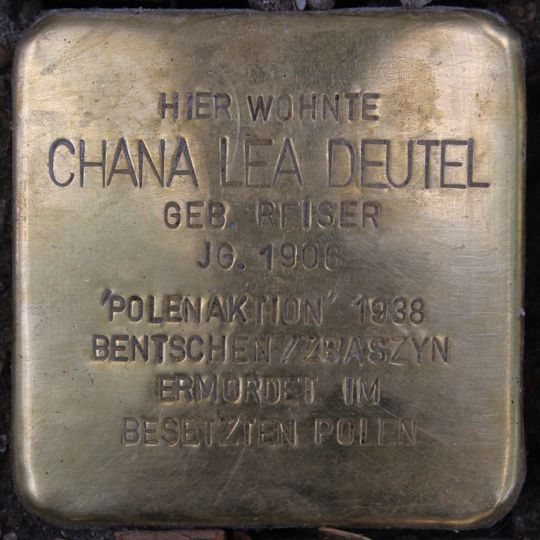 HIER WOHNTE
CHANA LEA DEUTEL
GEB. REISER
JG. 1906
'POLENAKTION' 1938
BENTSCHEN/ZBASZYN
ERMORDET IM
BESETZTEN POLEN